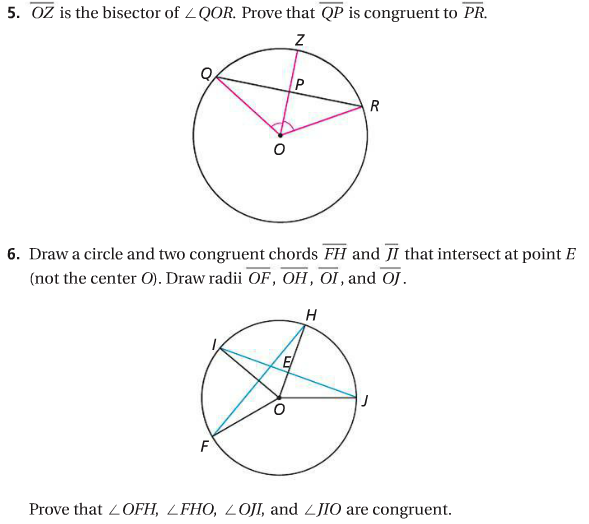 5. OZ is the bisector of ∠QOR. Prove that QP is congruent to PR.
Z
Q
P
R
O
6. Draw a circle and two congruent chords FH and JI that intersect at point E
(not the center O). Draw radii OF, OH, OI, and OJ.
H
I
E
J
O
F
Prove that ∠OFH, ∠FHO, ∠OJI, and ∠JIO are congruent.